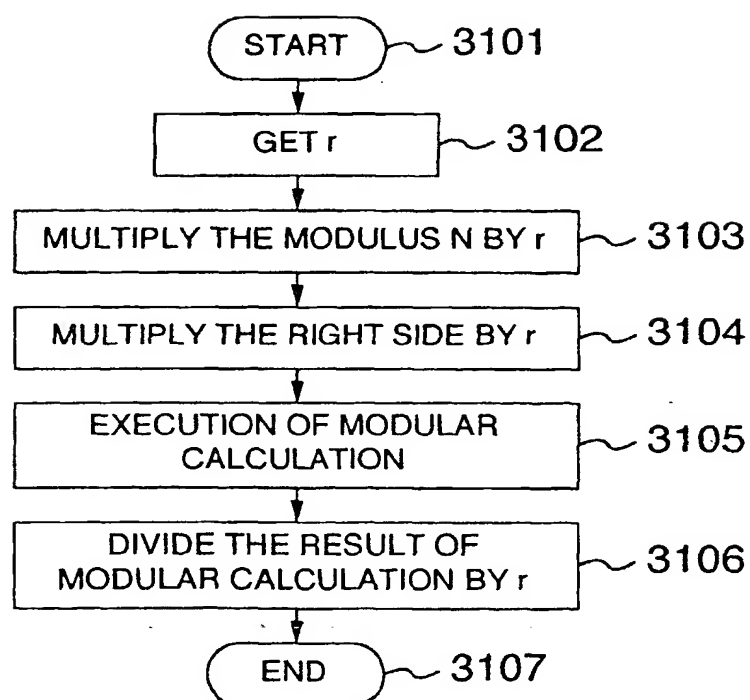 START 3101
GET r 3102
MULTIPLY THE MODULUS N BY r 3103
MULTIPLY THE RIGHT SIDE BY r 3104
EXECUTION OF MODULAR
CALCULATION 3105
DIVIDE THE RESULT OF
MODULAR CALCULATION BY r 3106
END 3107